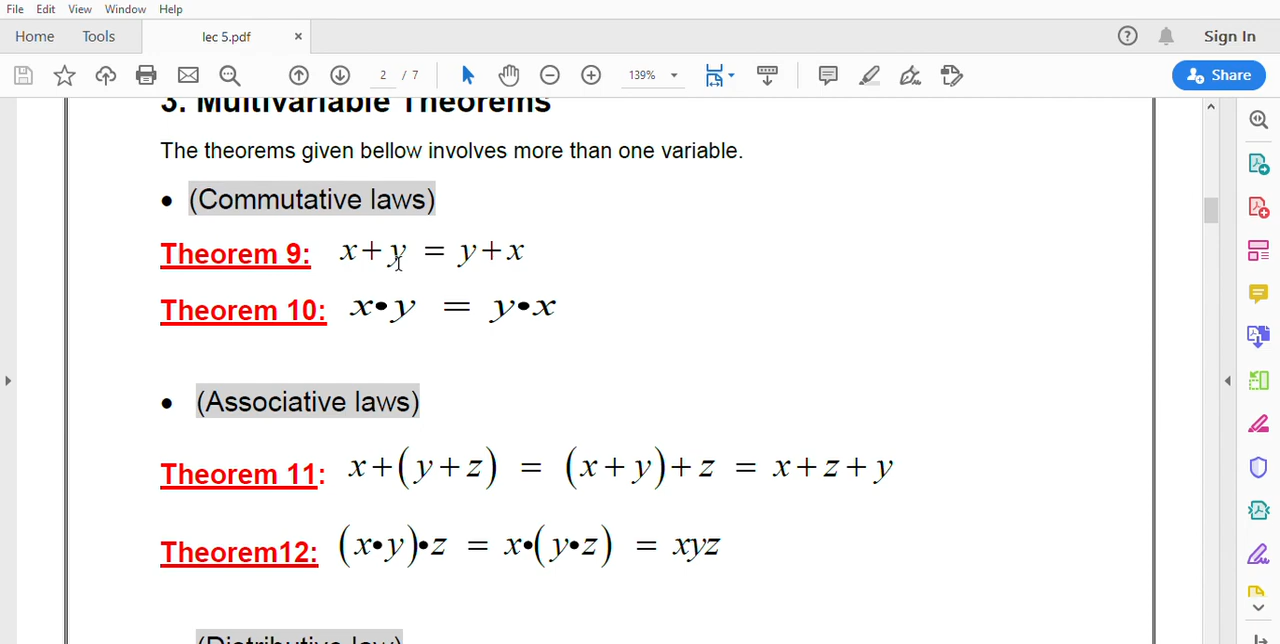 File Edit View Window Help
Home Tools lec 5.pdf × ? Sign In
2 / 7 139% Share
3. Multivariable Theorems
The theorems given bellow involves more than one variable.
• (Commutative laws)
Theorem 9: x+y = y+x
Theorem 10: x•y = y•x
• (Associative laws)
Theorem 11: x+(y+z) = (x+y)+z = x+z+y
Theorem12: (x•y)•z = x•(y•z) = xyz
(Distributive law)